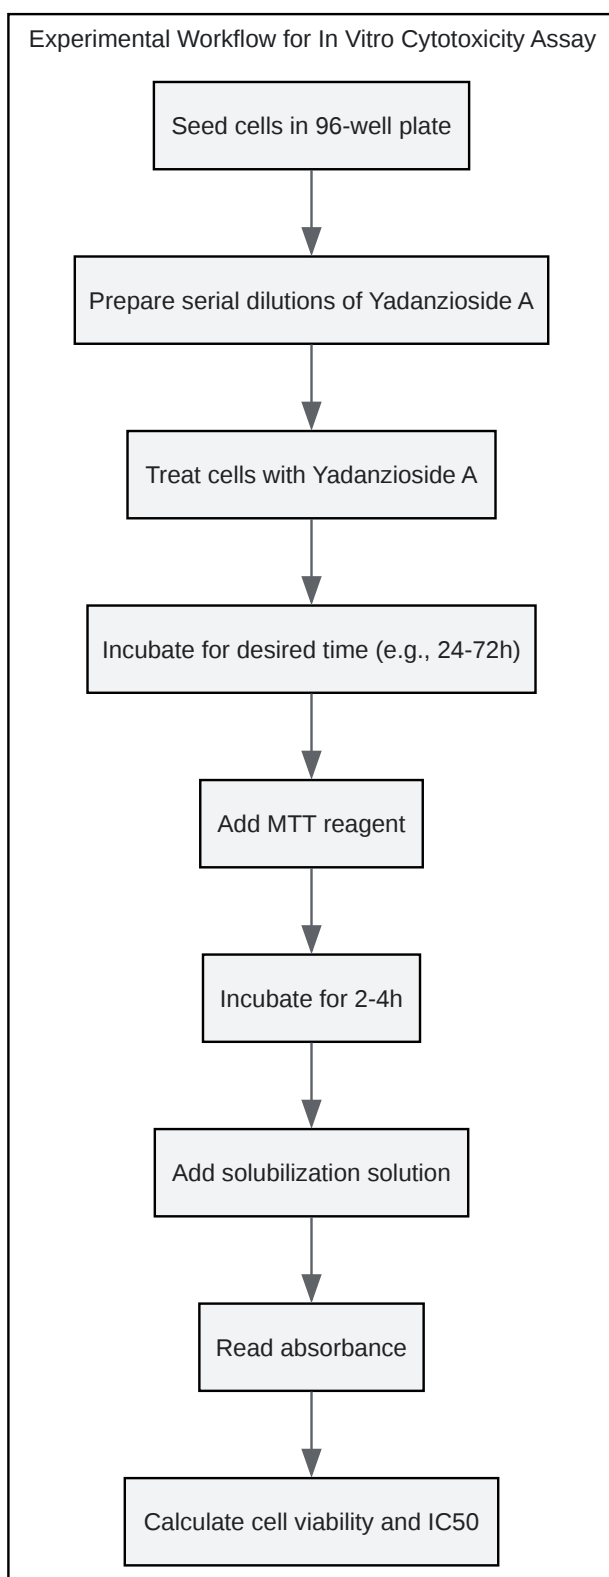 Experimental Workflow for In Vitro Cytotoxicity Assay
Seed cells in 96-well plate
Prepare serial dilutions of Yadanzioside A
Treat cells with Yadanzioside A
Incubate for desired time (e.g., 24-72h)
Add MTT reagent
Incubate for 2-4h
Add solubilization solution
Read absorbance
Calculate cell viability and IC50